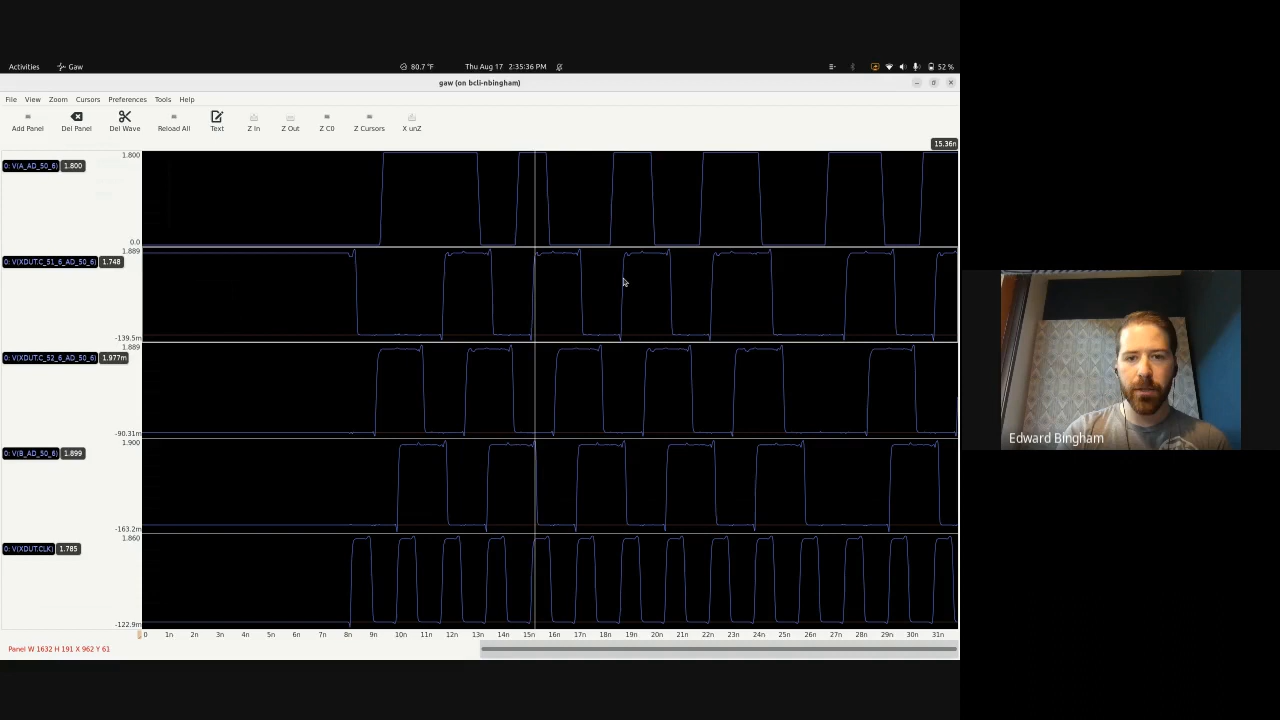 Activities Gaw 80.7 °F Thu Aug 17 2:35:36 PM 52 %
gaw (on bcli-nbingham)
File View Zoom Cursors Preferences Tools Help
Add Panel Del Panel Del Wave Reload All Text Z In Z Out Z C0 Z Cursors X unZ
15.36n
1.800
0: V(A_AD_50_6) 1.800
0.0
1.889
0: V(XDUT.C_51_6_AD_50_6) 1.748
-139.5m
1.889
0: V(XDUT.C_52_6_AD_50_6) 1.977m
-90.31m
1.900
0: V(B_AD_50_6) 1.899
-163.2m
1.860
0: V(XDUT.CLK) 1.785
-122.9m
0 1n 2n 3n 4n 5n 6n 7n 8n 9n 10n 11n 12n 13n 14n 15n 16n 17n 18n 19n 20n 21n 22n 23n 24n 25n 26n 27n 28n 29n 30n 31n
Panel W 1632 H 191 X 962 Y 61
Edward Bingham